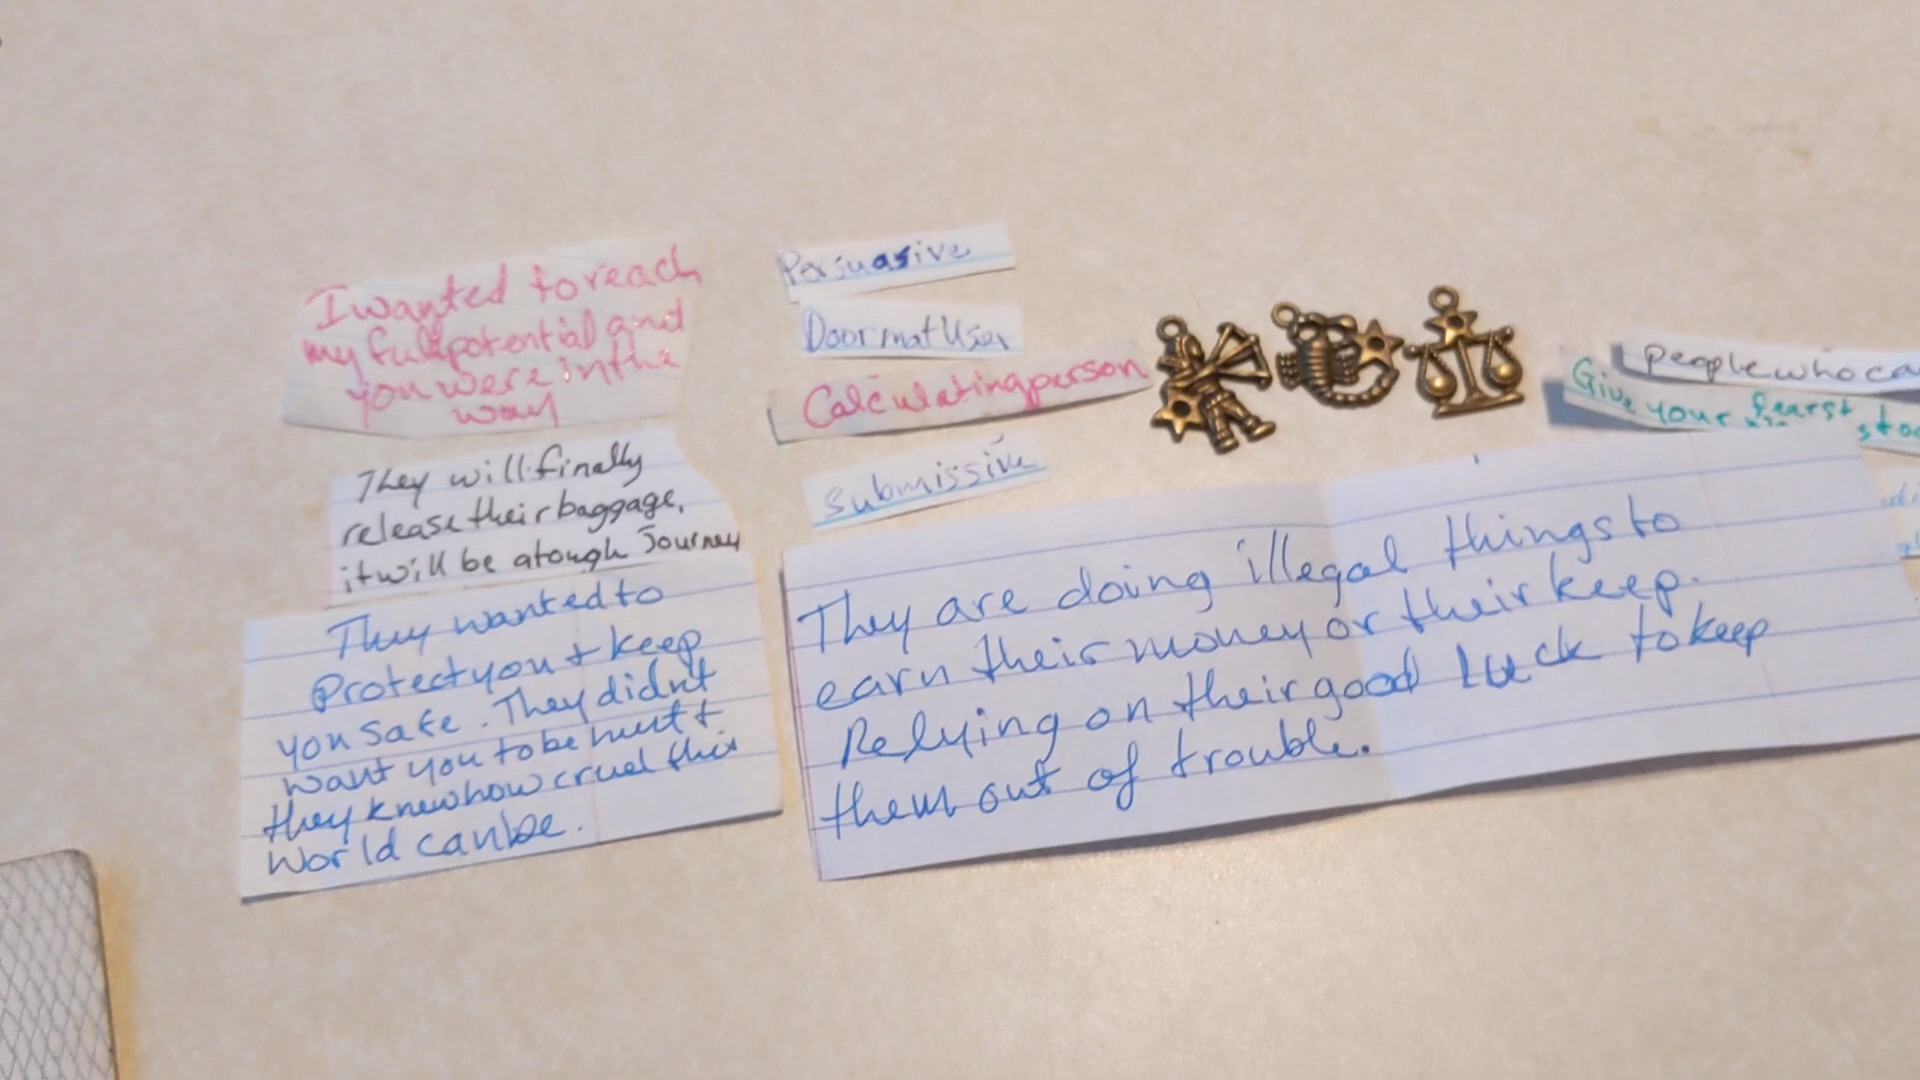 I wanted to reach
my full potential and
you were in the
way
They will finally
release their baggage,
it will be a tough Journey
They wanted to
Protect you + keep
you safe. They didn't
want you to be hurt +
they knew how cruel this
World can be.
Persuasive
Doormat User
Calculating person
Submissive
They are doing illegal things to
earn their money or their keep.
Relying on their good luck to keep
them out of trouble.
people who ca
Give your